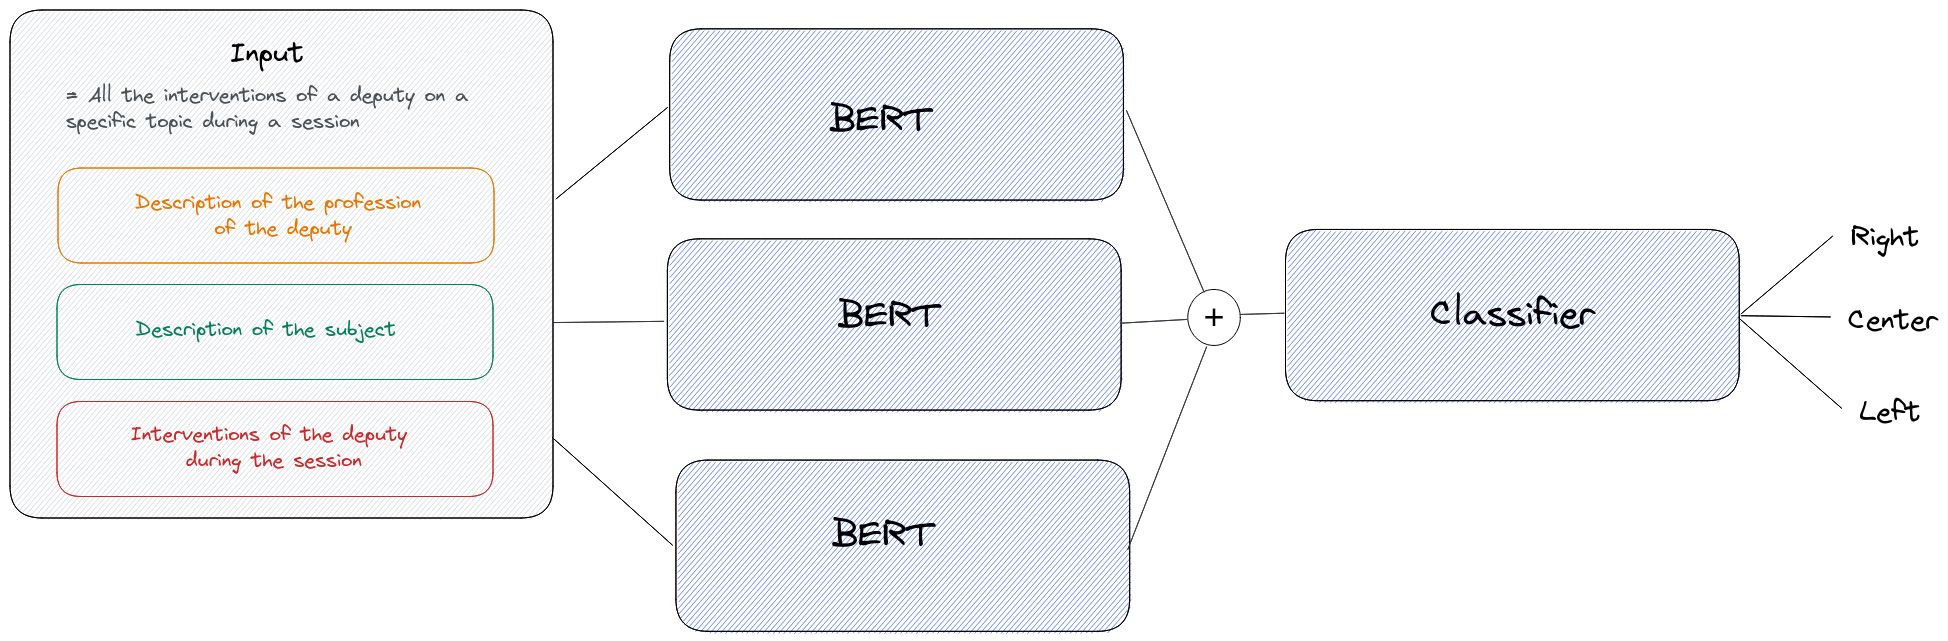 Input
= All the interventions of a deputy on a
specific topic during a session
Description of the profession
of the deputy
Description of the subject
Interventions of the deputy
during the session
BERT
BERT
BERT
+
Classifier
Right
Center
Left